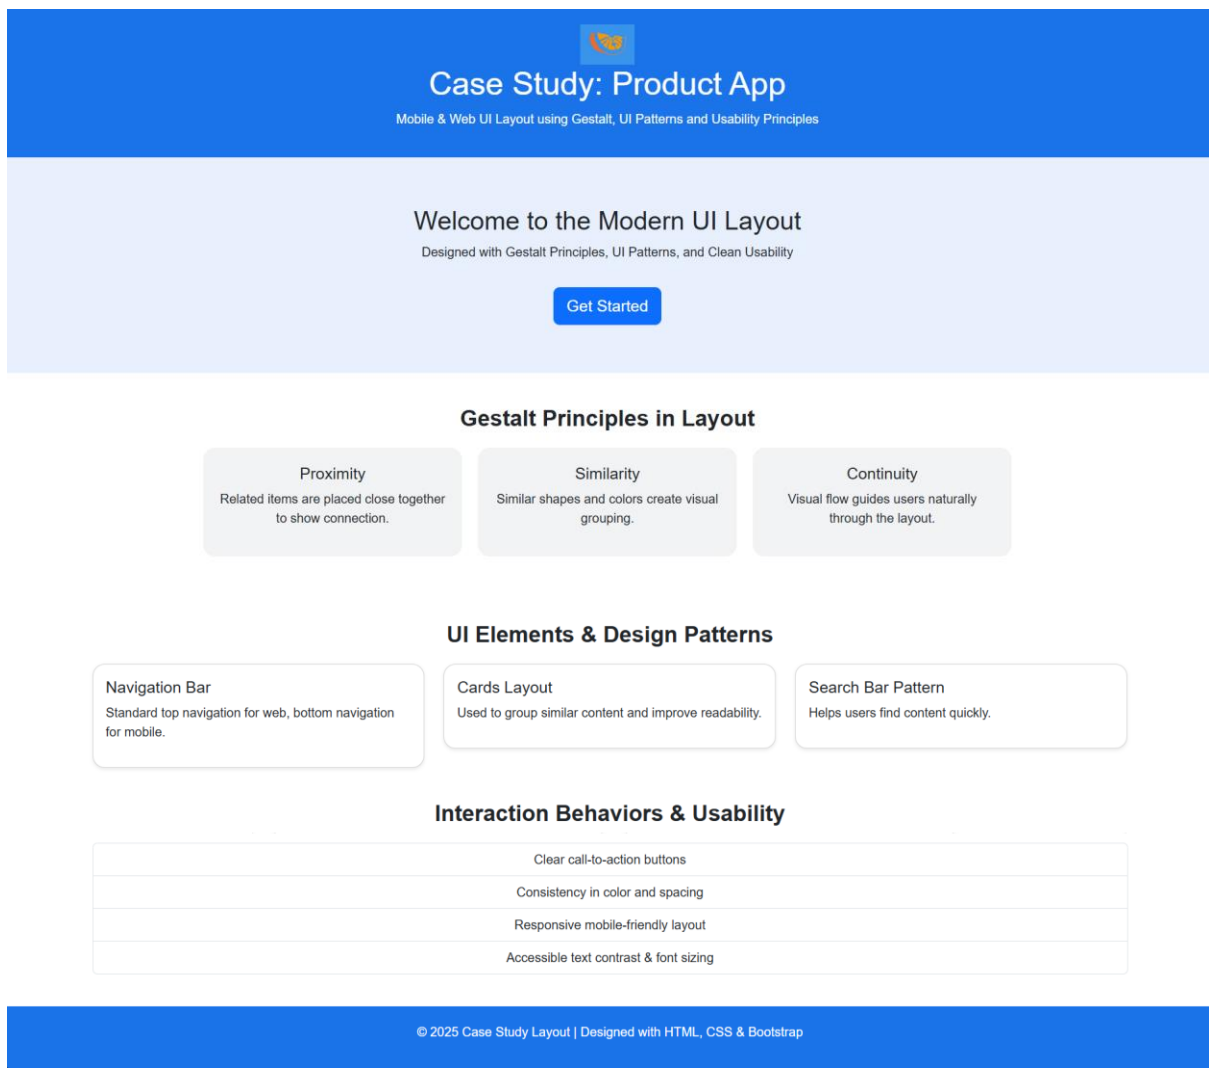 Case Study: Product App
Mobile & Web UI Layout using Gestalt, UI Patterns and Usability Principles
Welcome to the Modern UI Layout
Designed with Gestalt Principles, UI Patterns, and Clean Usability
Get Started
Gestalt Principles in Layout
Proximity
Related items are placed close together
to show connection.
Similarity
Similar shapes and colors create visual
grouping.
Continuity
Visual flow guides users naturally
through the layout.
UI Elements & Design Patterns
Navigation Bar
Standard top navigation for web, bottom navigation
for mobile.
Cards Layout
Used to group similar content and improve readability.
Search Bar Pattern
Helps users find content quickly.
Interaction Behaviors & Usability
Clear call-to-action buttons
Consistency in color and spacing
Responsive mobile-friendly layout
Accessible text contrast & font sizing
© 2025 Case Study Layout | Designed with HTML, CSS & Bootstrap